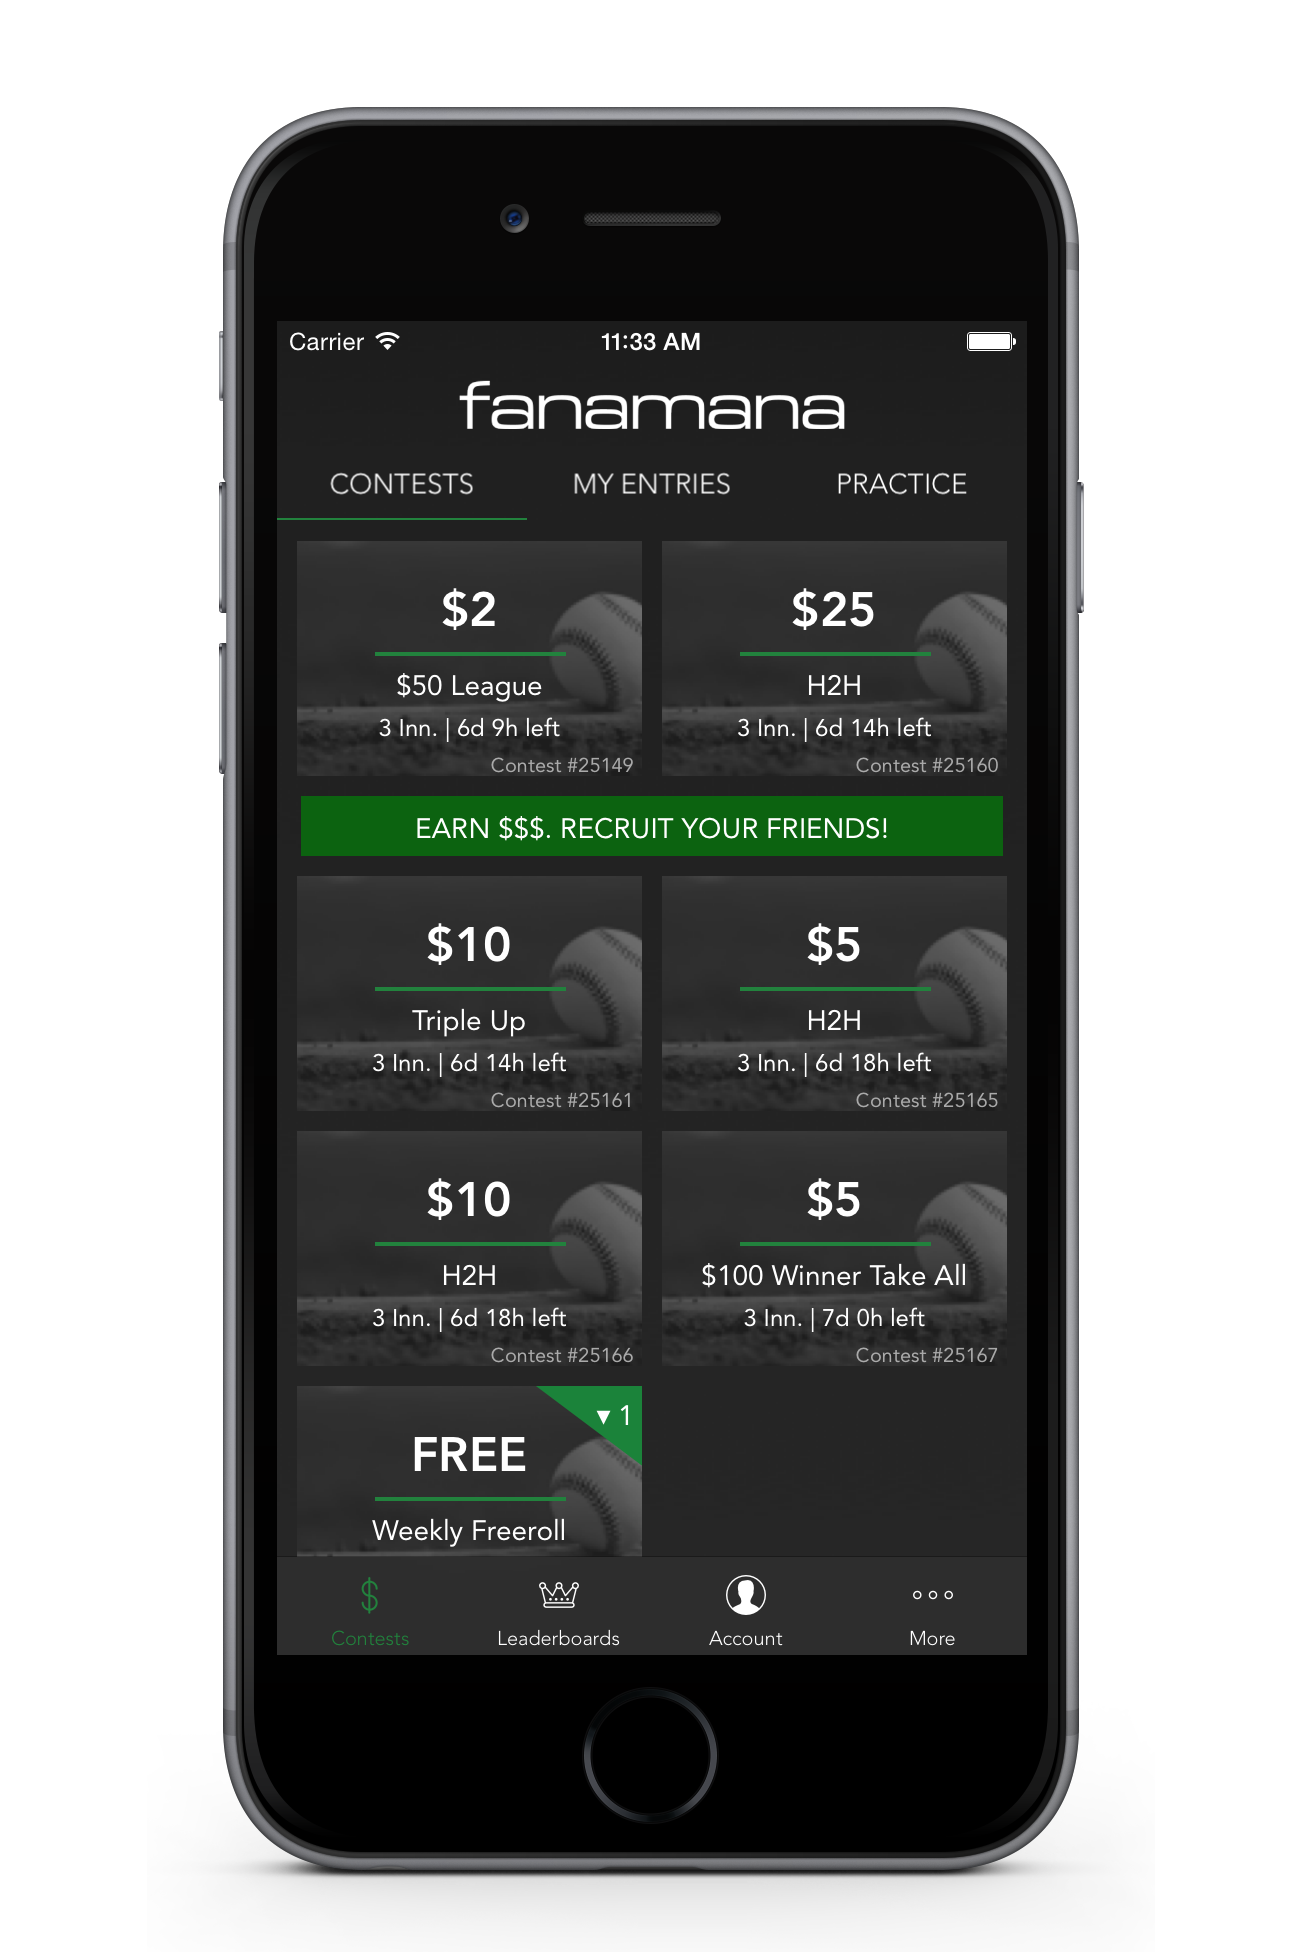 Carrier 11:33 AM
fanamana
CONTESTS MY ENTRIES PRACTICE
$2
$50 League
3 Inn. | 6d 9h left
Contest #25149
$25
H2H
3 Inn. | 6d 14h left
Contest #25160
EARN $$$. RECRUIT YOUR FRIENDS!
$10
Triple Up
3 Inn. | 6d 14h left
Contest #25161
$5
H2H
3 Inn. | 6d 18h left
Contest #25165
$10
H2H
3 Inn. | 6d 18h left
Contest #25166
$5
$100 Winner Take All
3 Inn. | 7d 0h left
Contest #25167
▼ 1
FREE
Weekly Freeroll
$
Contests Leaderboards Account More